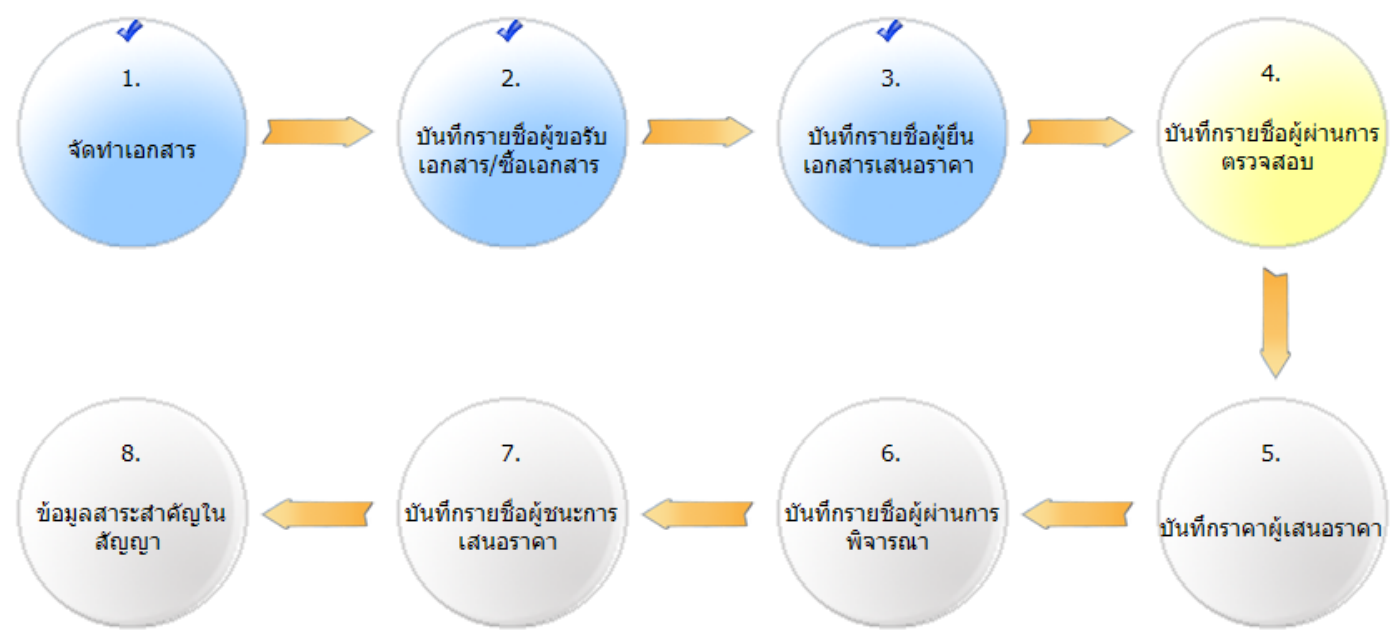 1.
จัดทำเอกสาร
2.
บันทึกรายชื่อผู้ขอรับ
เอกสาร/ซื้อเอกสาร
3.
บันทึกรายชื่อผู้ยื่น
เอกสารเสนอราคา
4.
บันทึกรายชื่อผู้ผ่านการ
ตรวจสอบ
5.
บันทึกราคาผู้เสนอราคา
6.
บันทึกรายชื่อผู้ผ่านการ
พิจารณา
7.
บันทึกรายชื่อผู้ชนะการ
เสนอราคา
8.
ข้อมูลสาระสำคัญใน
สัญญา